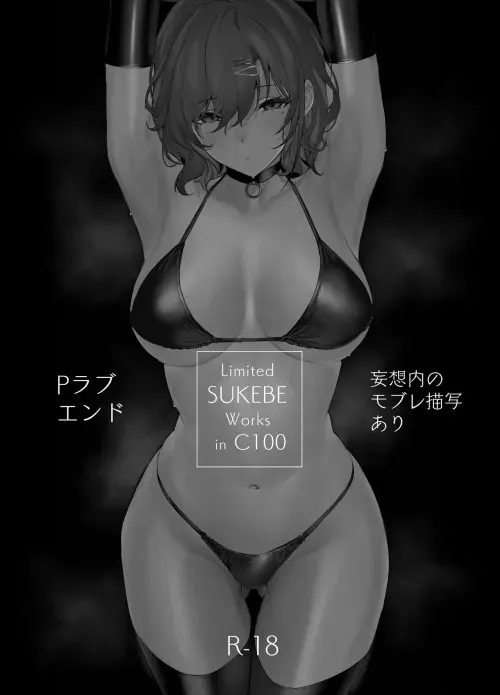 Pラブ
エンド
Limited
SUKEBE
Works
in C100
妄想内の
モブレ描写
あり
R-18